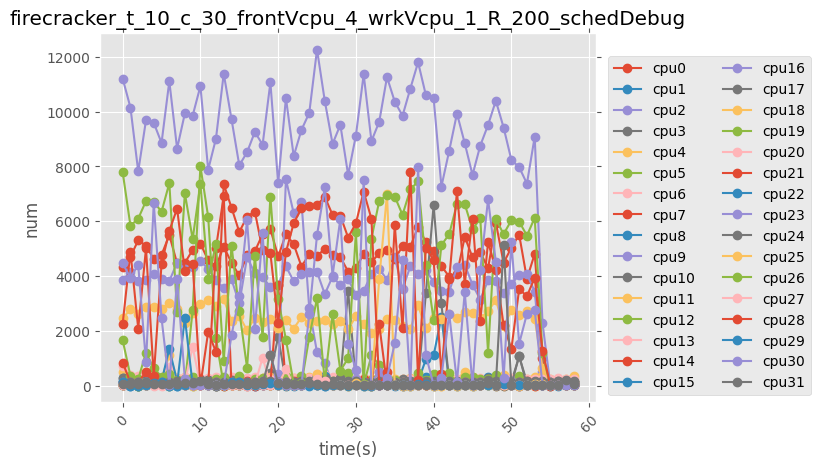 firecracker_t_10_c_30_frontVcpu_4_wrkVcpu_1_R_200_schedDebug
num
12000
10000
8000
6000
4000
2000
0
0
10
20
30
40
50
60
time(s)
cpu0
cpu1
cpu2
cpu3
cpu4
cpu5
cpu6
cpu7
cpu8
cpu9
cpu10
cpu11
cpu12
cpu13
cpu14
cpu15
cpu16
cpu17
cpu18
cpu19
cpu20
cpu21
cpu22
cpu23
cpu24
cpu25
cpu26
cpu27
cpu28
cpu29
cpu30
cpu31